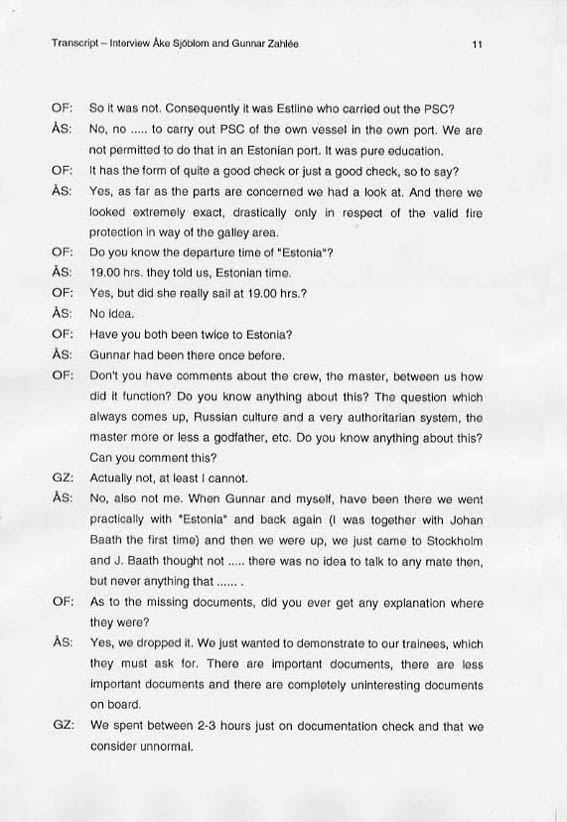 Transcript – Interview Åke Sjöblom and Gunnar Zahlée 11
OF: So it was not. Consequently it was Estline who carried out the PSC?
ÅS: No, no ..... to carry out PSC of the own vessel in the own port. We are
not permitted to do that in an Estonian port. It was pure education.
OF: It has the form of quite a good check or just a good check, so to say?
ÅS: Yes, as far as the parts are concerned we had a look at. And there we
looked extremely exact, drastically only in respect of the valid fire
protection in way of the galley area.
OF: Do you know the departure time of "Estonia"?
ÅS: 19.00 hrs. they told us, Estonian time.
OF: Yes, but did she really sail at 19.00 hrs.?
ÅS: No idea.
OF: Have you both been twice to Estonia?
ÅS: Gunnar had been there once before.
OF: Don't you have comments about the crew, the master, between us how
did it function? Do you know anything about this? The question which
always comes up, Russian culture and a very authoritarian system, the
master more or less a godfather, etc. Do you know anything about this?
Can you comment this?
GZ: Actually not, at least I cannot.
ÅS: No, also not me. When Gunnar and myself, have been there we went
practically with "Estonia" and back again (I was together with Johan
Baath the first time) and then we were up, we just came to Stockholm
and J. Baath thought not ..... there was no idea to talk to any mate then,
but never anything that ...... .
OF: As to the missing documents, did you ever get any explanation where
they were?
ÅS: Yes, we dropped it. We just wanted to demonstrate to our trainees, which
they must ask for. There are important documents, there are less
important documents and there are completely uninteresting documents
on board.
GZ: We spent between 2-3 hours just on documentation check and that we
consider unnormal.